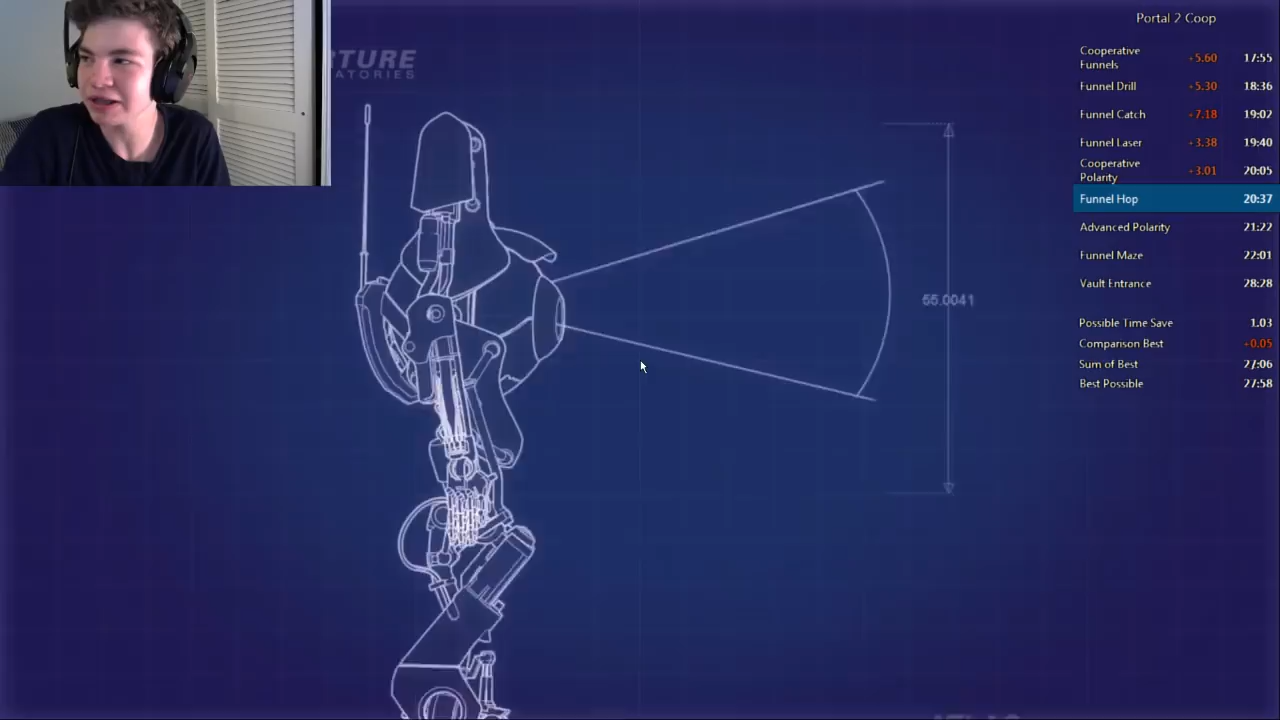 Portal 2 Coop
RTURE
ATORIES
Cooperative
Funnels +5.60 17:55
Funnel Drill +5.30 18:36
Funnel Catch +7.18 19:02
Funnel Laser +3.38 19:40
Cooperative
Polarity +3.01 20:05
Funnel Hop 20:37
Advanced Polarity 21:22
Funnel Maze 22:01
Vault Entrance 28:28
55.0041
Possible Time Save 1.03
Comparison Best +0.05
Sum of Best 27:06
Best Possible 27:58